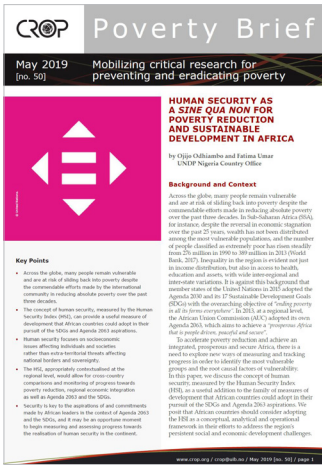 CROP
Poverty Brief
May 2019
[no. 50]
Mobilizing critical research for
preventing and eradicating poverty
HUMAN SECURITY AS
A SINE QUA NON FOR
POVERTY REDUCTION
AND SUSTAINABLE
DEVELOPMENT IN AFRICA
by Ojijo Odhiambo and Fatima Umar
UNDP Nigeria Country Office
Background and Context
Across the globe, many people remain vulnerable
and are at risk of sliding back into poverty despite the
commendable efforts made in reducing absolute poverty
over the past three decades. In Sub-Saharan Africa (SSA),
for instance, despite the reversal in economic stagnation
over the past 25 years, wealth has not been distributed
among the most vulnerable populations, and the number
of people classified as extremely poor has risen steadily
from 276 million in 1990 to 389 million in 2013 (World
Bank, 2017). Inequality in the region is evident not just
in income distribution, but also in access to health,
education and assets, with wide inter-regional and
inter-state variations. It is against this background that
member states of the United Nations in 2015 adopted the
Agenda 2030 and its 17 Sustainable Development Goals
(SDGs) with the overarching objective of "ending poverty
in all its forms everywhere". In 2013, at a regional level,
the African Union Commission (AUC) adopted its own
Agenda 2063, which aims to achieve a "prosperous Africa
that is people driven, peaceful and secure".
To accelerate poverty reduction and achieve an
integrated, prosperous and secure Africa, there is a
need to explore new ways of measuring and tracking
progress in order to identify the most vulnerable
groups and the root causal factors of vulnerability.
In this paper, we discuss the concept of human
security, measured by the Human Security Index
(HSI), as a useful addition to the family of measures of
development that African countries could adopt in their
pursuit of the SDGs and Agenda 2063 aspirations. We
posit that African countries should consider adopting
the HSI as a conceptual, analytical and operational
framework in their efforts to address the region's
persistent social and economic development challenges.
Key Points
• Across the globe, many people remain vulnerable
and are at risk of sliding back into poverty despite
the commendable efforts made by the international
community in reducing absolute poverty over the past
three decades.
• The concept of human security, measured by the Human
Security Index (HSI), can provide a useful measure of
development that African countries could adopt in their
pursuit of the SDGs and Agenda 2063 aspirations.
• Human security focuses on socioeconomic
issues affecting individuals and societies
rather than extra-territorial threats affecting
national borders and sovereignty.
• The HSI, appropriately contextualised at the
regional level, would allow for cross-country
comparisons and monitoring of progress towards
poverty reduction, regional economic integration
as well as Agenda 2063 and the SDGs.
• Security is key to the aspirations and commitments
made by African leaders in the context of Agenda 2063
and the SDGs, and it may be an opportune moment
to begin measuring and assessing progress towards
the realisation of human security in the continent.
www.crop.org / crop@uib.no / May 2019 [no. 50] / page 1